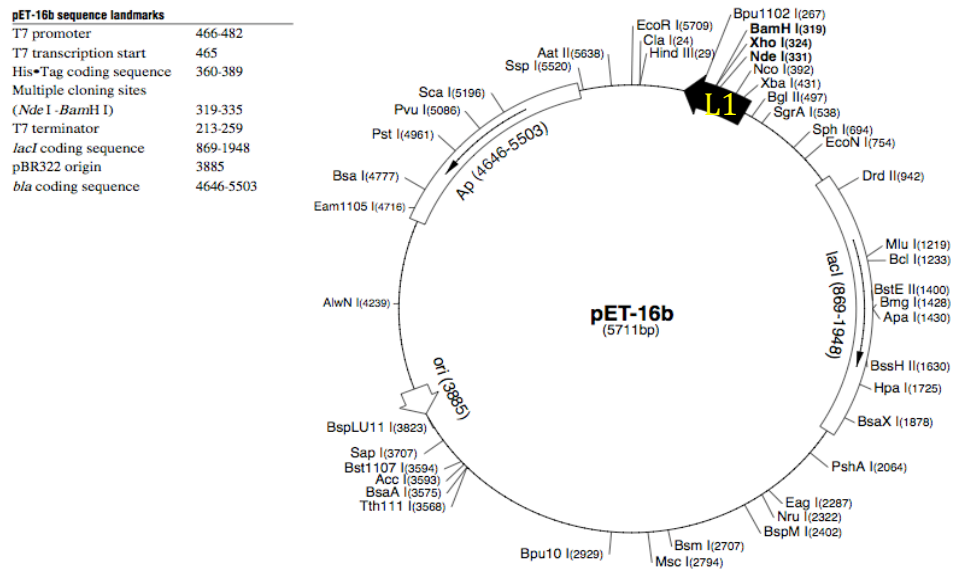 pET-16b sequence landmarks
T7 promoter 466-482
T7 transcription start 465
His•Tag coding sequence 360-389
Multiple cloning sites
(Nde I -BamH I) 319-335
T7 terminator 213-259
lacI coding sequence 869-1948
pBR322 origin 3885
bla coding sequence 4646-5503
EcoR I(5709)
Cla I(24)
Hind III(29)
Bpu1102 I(267)
BamH I(319)
Xho I(324)
Nde I(331)
Nco I(392)
Xba I(431)
Bgl II(497)
SgrA I(538)
Sph I(694)
EcoN I(754)
Drd II(942)
Mlu I(1219)
Bcl I(1233)
BstE II(1400)
Bmg I(1428)
Apa I(1430)
BssH II(1630)
Hpa I(1725)
BsaX I(1878)
PshA I(2064)
Eag I(2287)
Nru I(2322)
BspM I(2402)
Bsm I(2707)
Msc I(2794)
Bpu10 I(2929)
Tth111 I(3568)
BsaA I(3575)
Acc I(3593)
Bst1107 I(3594)
Sap I(3707)
BspLU11 I(3823)
AlwN I(4239)
Eam1105 I(4716)
Bsa I(4777)
Pst I(4961)
Pvu I(5086)
Sca I(5196)
Ssp I(5520)
Aat II(5638)
L1
Ap (4646-5503)
lacI (869-1948)
ori (3885)
pET-16b
(5711bp)